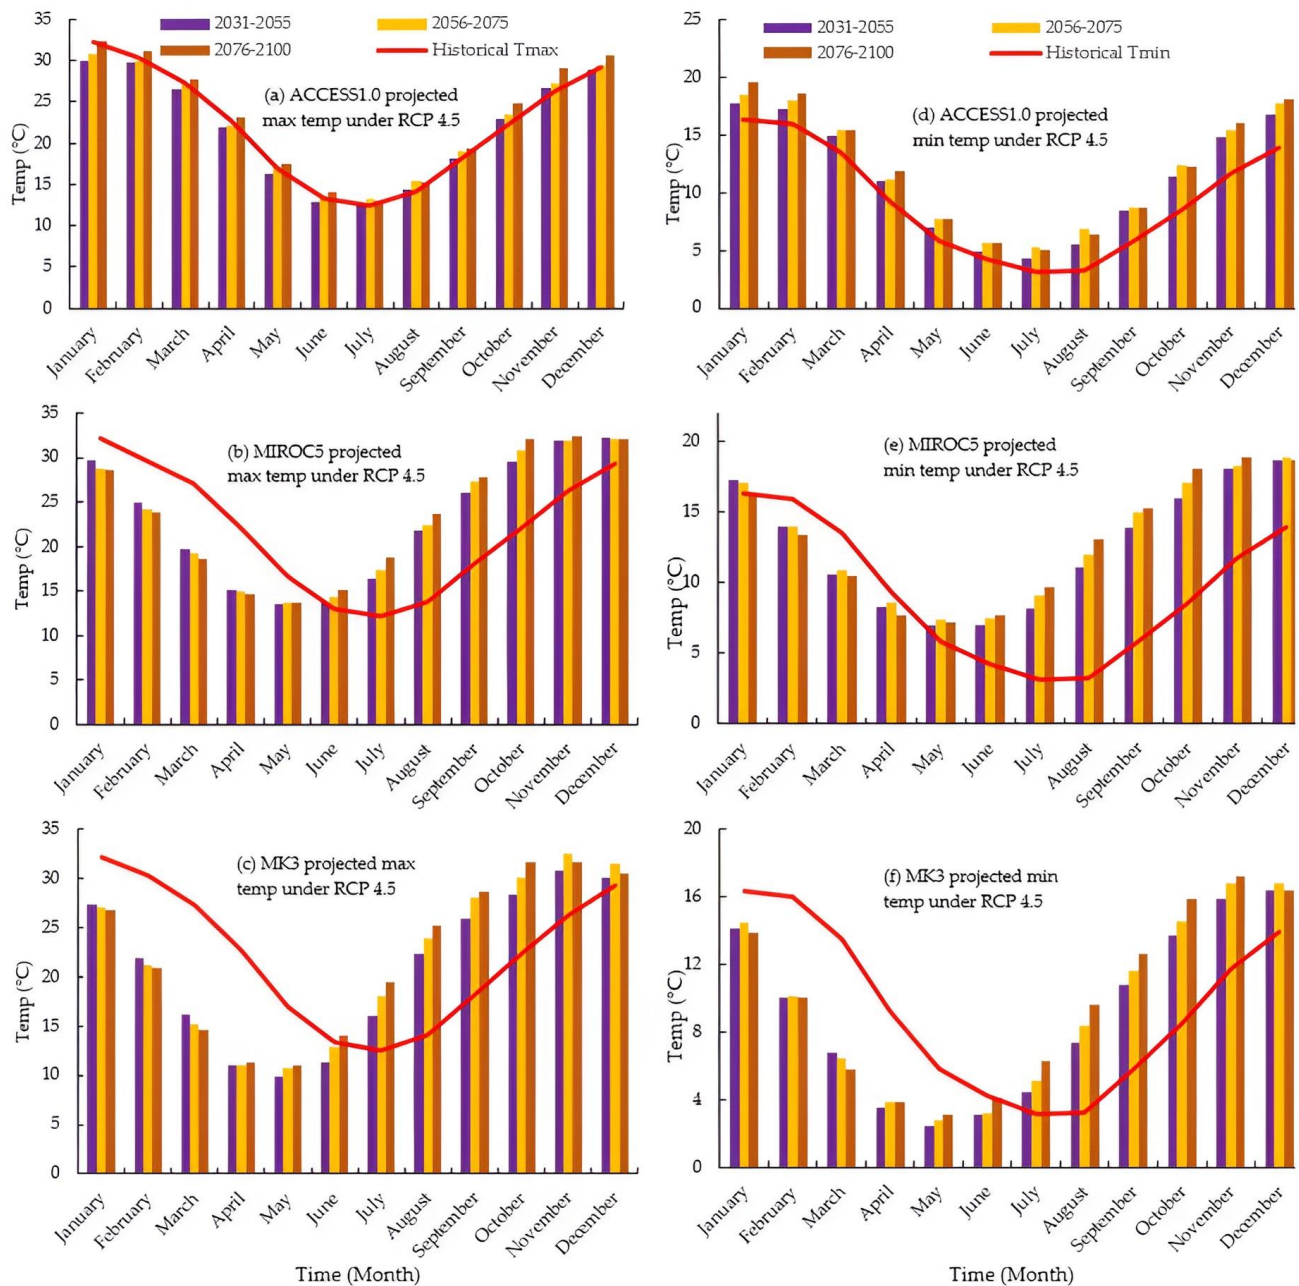 2031-2055
2056-2075
2076-2100
Historical Tmax
(a) ACCESS1.0 projected
max temp under RCP 4.5
Temp (°C)
35
30
25
20
15
10
5
0
January
February
March
April
May
June
July
August
September
October
November
December
2031-2055
2056-2075
2076-2100
Historical Tmin
(d) ACCESS1.0 projected
min temp under RCP 4.5
Temp (°C)
25
20
15
10
5
0
January
February
March
April
May
June
July
August
September
October
November
December
(b) MIROC5 projected
max temp under RCP 4.5
Temp (°C)
35
30
25
20
15
10
5
0
January
February
March
April
May
June
July
August
September
October
November
December
(e) MIROC5 projected
min temp under RCP 4.5
Temp (°C)
20
15
10
5
0
January
February
March
April
May
June
July
August
September
October
November
December
(c) MK3 projected max
temp under RCP 4.5
Temp (°C)
35
30
25
20
15
10
5
0
January
February
March
April
May
June
July
August
September
October
November
December
Time (Month)
(f) MK3 projected min
temp under RCP 4.5
Temp (°C)
20
16
12
8
4
0
January
February
March
April
May
June
July
August
September
October
November
December
Time (Month)